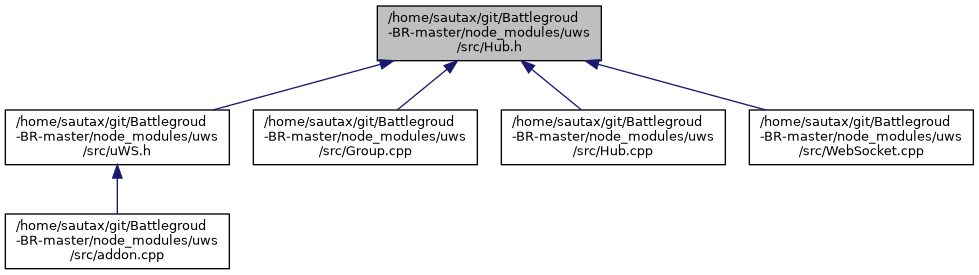 /home/sautax/git/Battlegroud
-BR-master/node_modules/uws
/src/Hub.h
/home/sautax/git/Battlegroud
-BR-master/node_modules/uws
/src/uWS.h
/home/sautax/git/Battlegroud
-BR-master/node_modules/uws
/src/Group.cpp
/home/sautax/git/Battlegroud
-BR-master/node_modules/uws
/src/Hub.cpp
/home/sautax/git/Battlegroud
-BR-master/node_modules/uws
/src/WebSocket.cpp
/home/sautax/git/Battlegroud
-BR-master/node_modules/uws
/src/addon.cpp